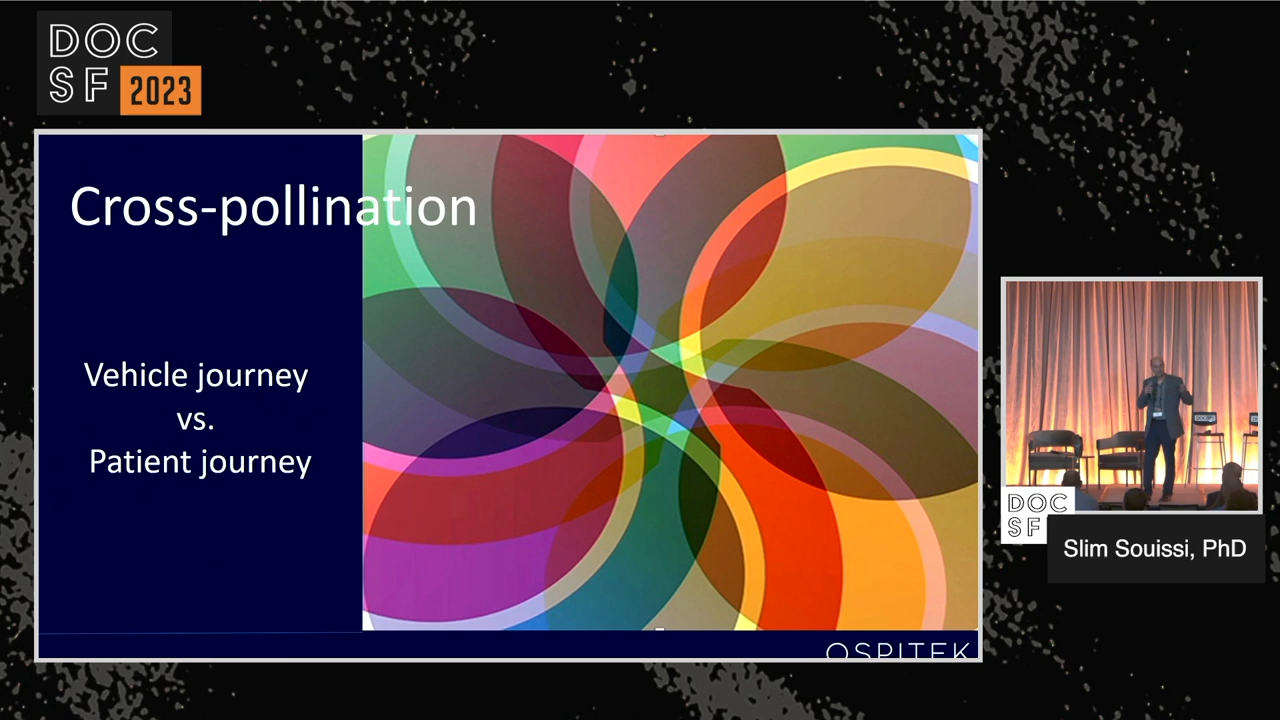 DOC
SF 2023
Cross-pollination
Vehicle journey
vs.
Patient journey
OSPITEK
DOC
SF
Slim Souissi, PhD